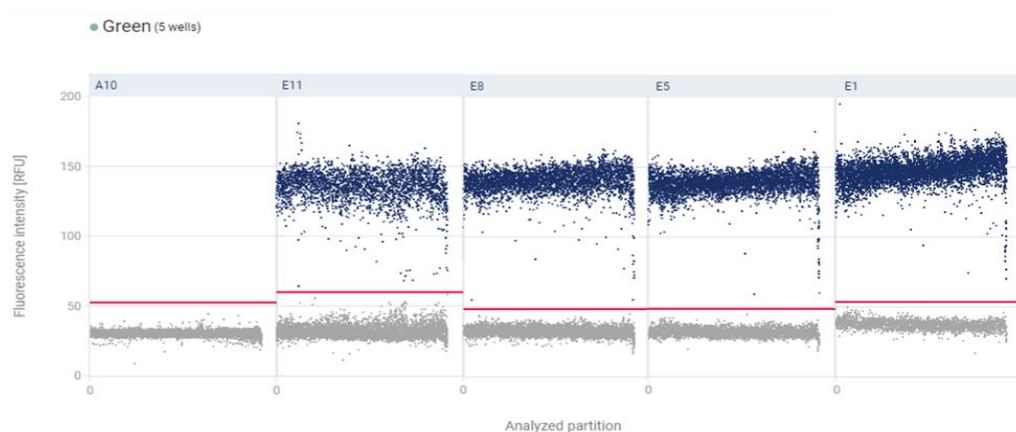 Green (5 wells)
A10 E11 E8 E5 E1
200
150
100
50
0
0 0 0 0 0
Fluorescence intensity [RFU]
Analyzed partition